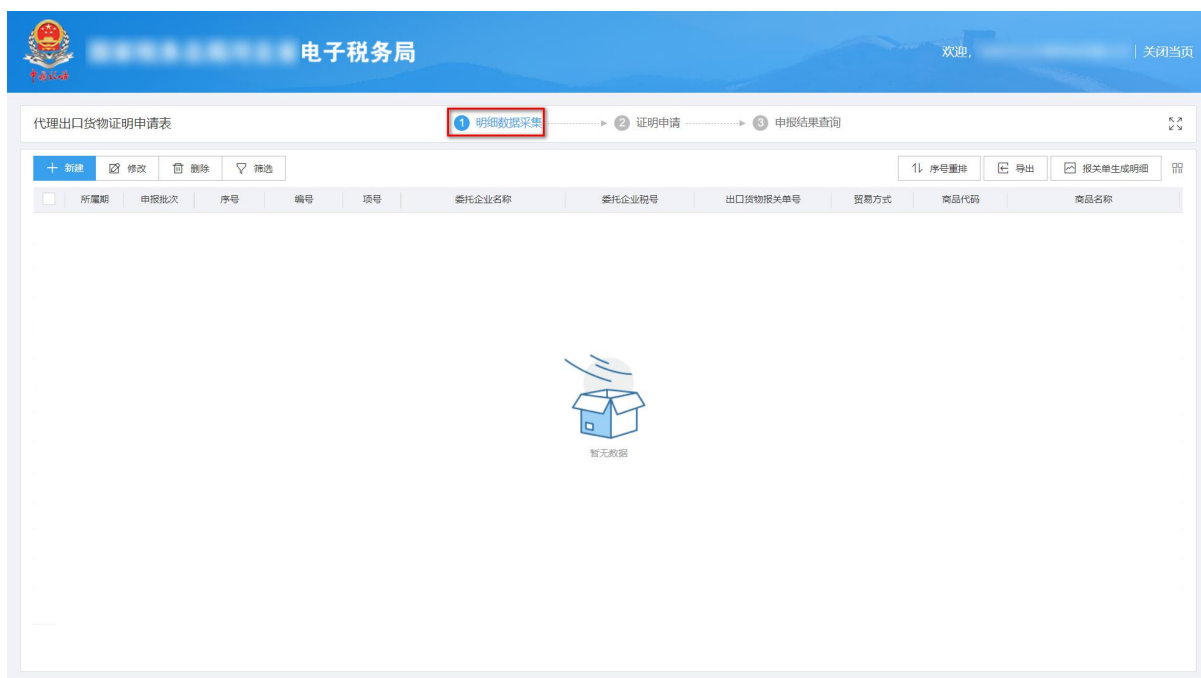 电子税务局
欢迎,
关闭当页
中国税务
代理出口货物证明申请表
1 明细数据采集
2 证明申请
3 申报结果查询
新建 修改 删除 筛选 序号重排 导出 报关单生成明细
所属期 申报批次 序号 编号 项号 委托企业名称 委托企业税号 出口货物报关单号 贸易方式 商品代码 商品名称
暂无数据